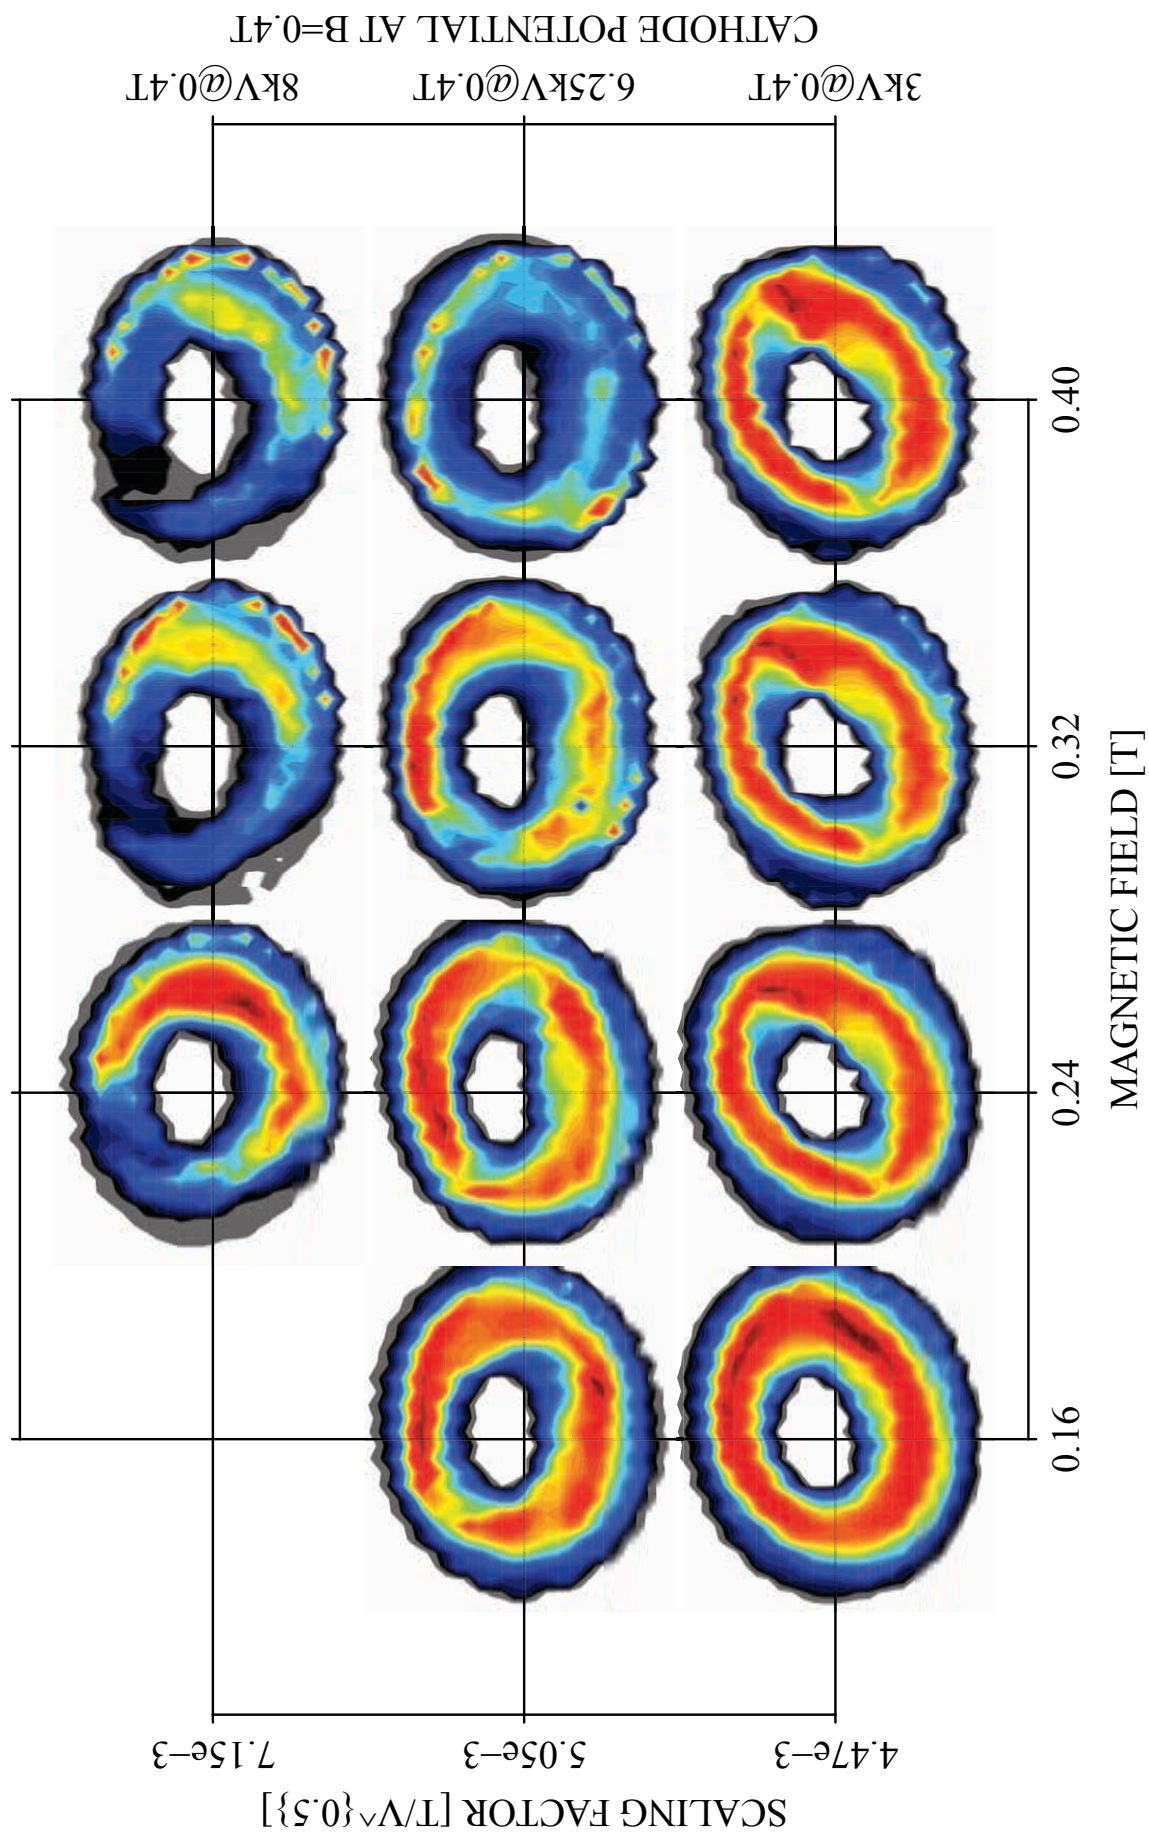 CATHODE POTENTIAL AT B=0.4T
8kV@0.4T
6.25kV@0.4T
3kV@0.4T
0.40
0.32
0.24
0.16
MAGNETIC FIELD [T]
7.15e−3
5.05e−3
4.47e−3
SCALING FACTOR [T/V^{0.5}]